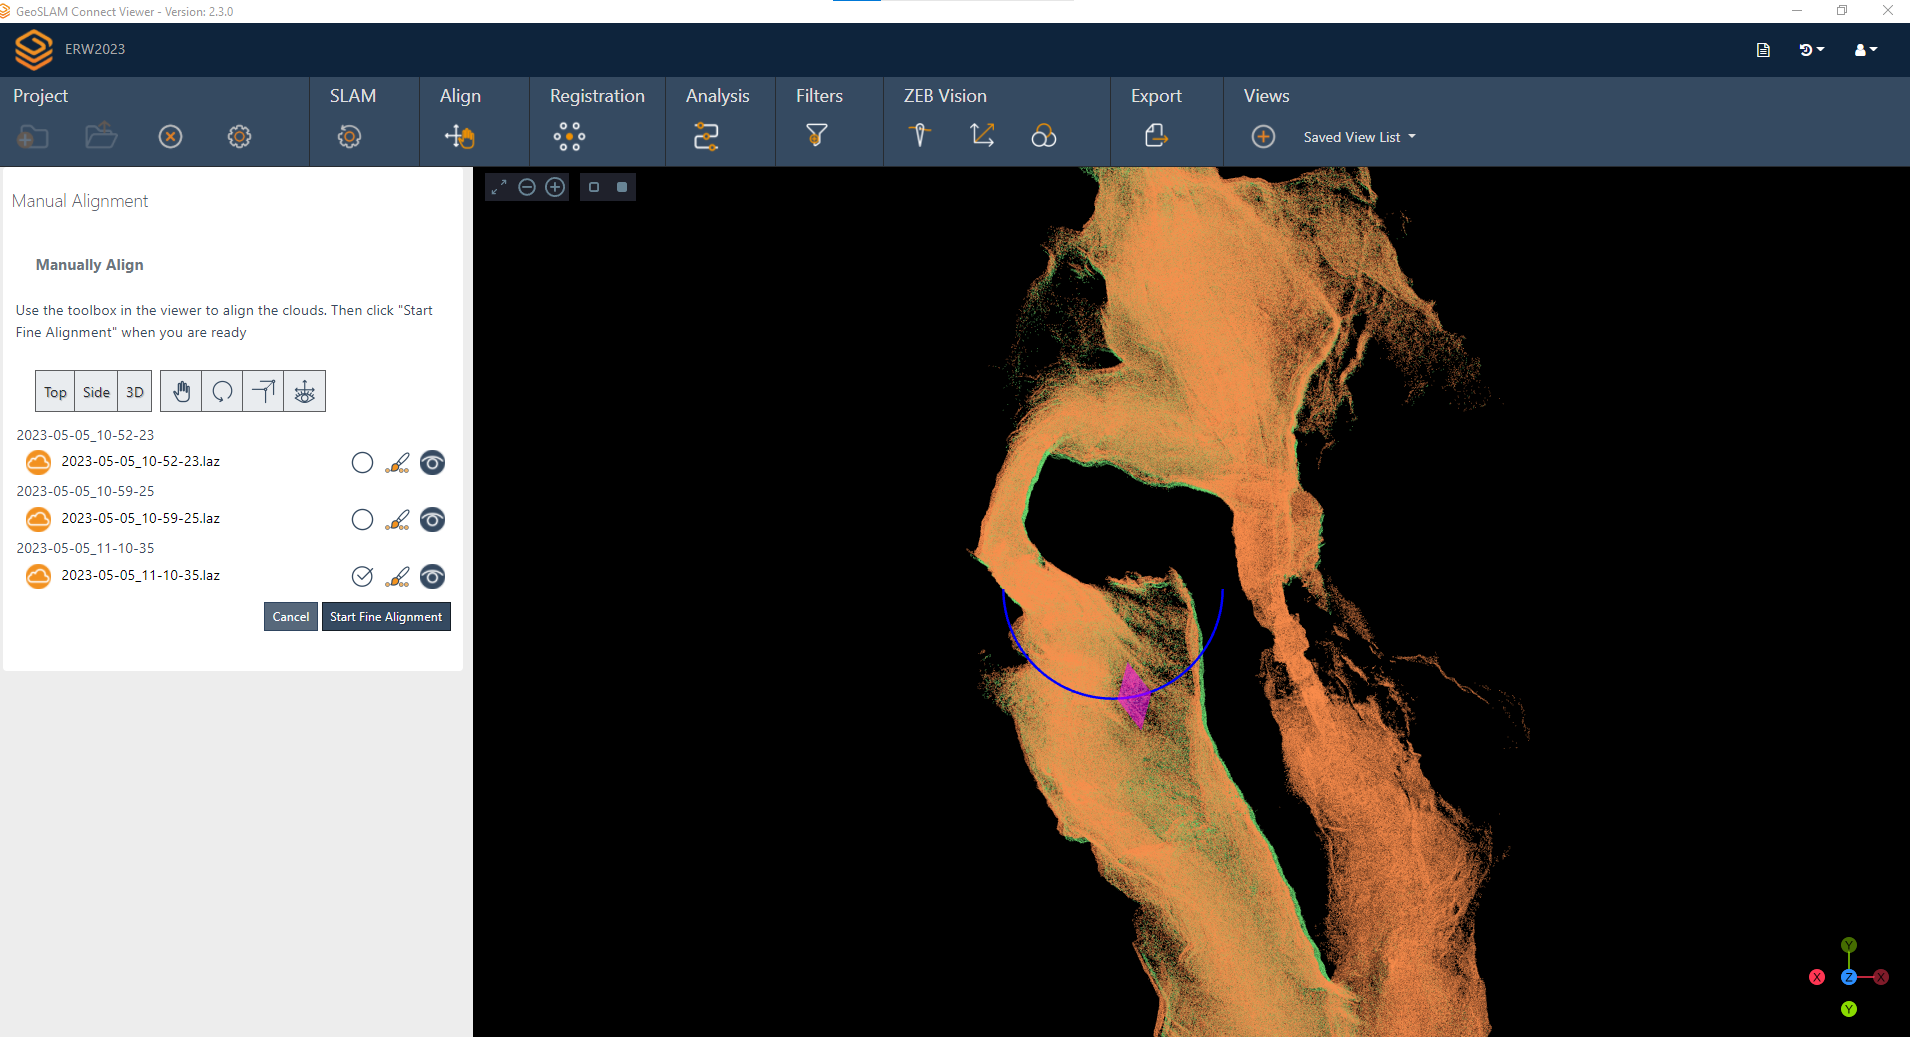 GeoSLAM Connect Viewer - Version: 2.3.0
ERW2023
Project
SLAM
Align
Registration
Analysis
Filters
ZEB Vision
Export
Views
Saved View List
Manual Alignment
Manually Align
Use the toolbox in the viewer to align the clouds. Then click "Start
Fine Alignment" when you are ready
Top Side 3D
2023-05-05_10-52-23
2023-05-05_10-52-23.laz
2023-05-05_10-59-25
2023-05-05_10-59-25.laz
2023-05-05_11-10-35
2023-05-05_11-10-35.laz
Cancel Start Fine Alignment
Y
X Z X
Y